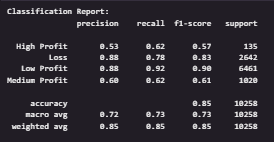 Classification Report:
precision recall f1-score support
High Profit 0.53 0.62 0.57 135
Loss 0.88 0.78 0.83 2642
Low Profit 0.88 0.92 0.90 6461
Medium Profit 0.60 0.62 0.61 1020
accuracy 0.85 10258
macro avg 0.72 0.73 0.73 10258
weighted avg 0.85 0.85 0.85 10258